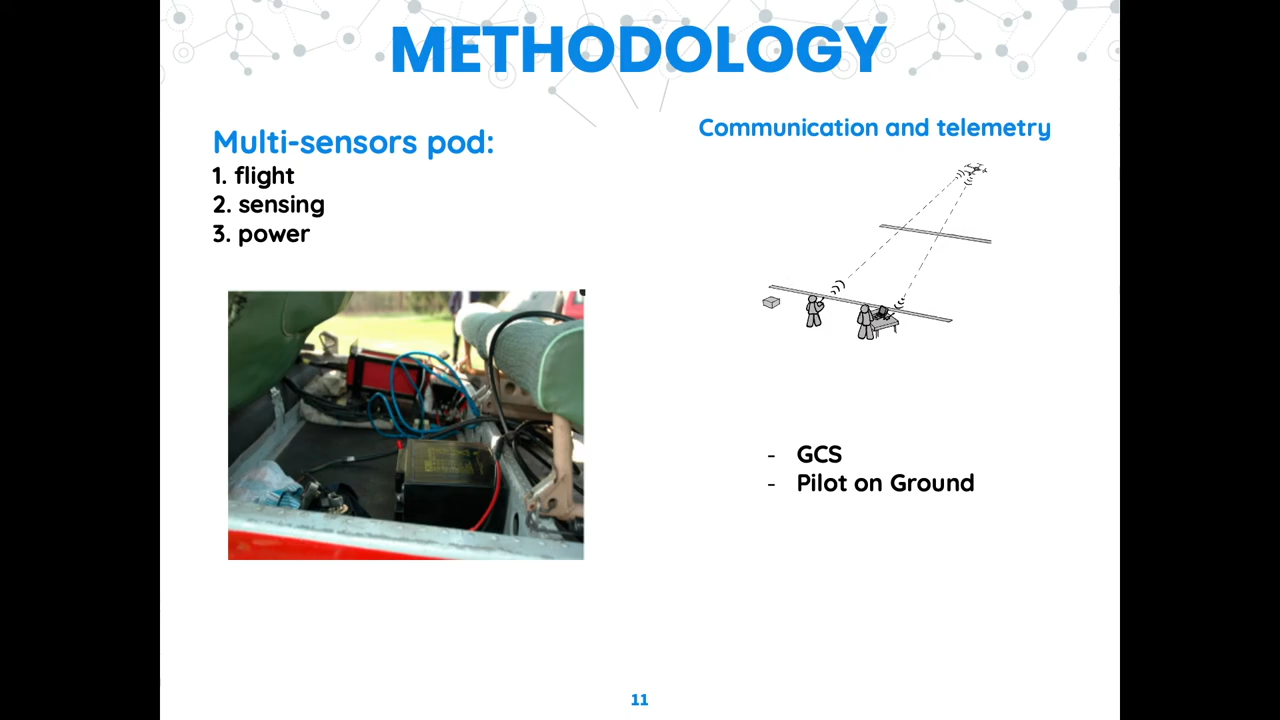 METHODOLOGY
Multi-sensors pod:
1. flight
2. sensing
3. power
Communication and telemetry
- GCS
- Pilot on Ground
11